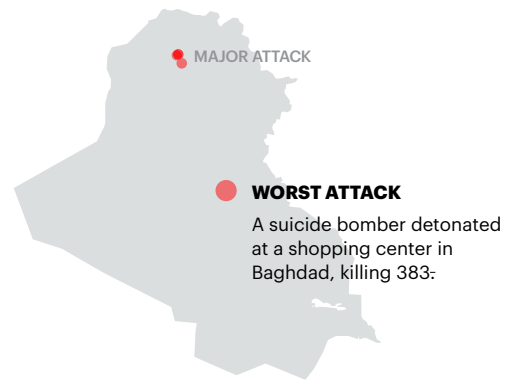 MAJOR ATTACK
WORST ATTACK
A suicide bomber detonated
at a shopping center in
Baghdad, killing 383.